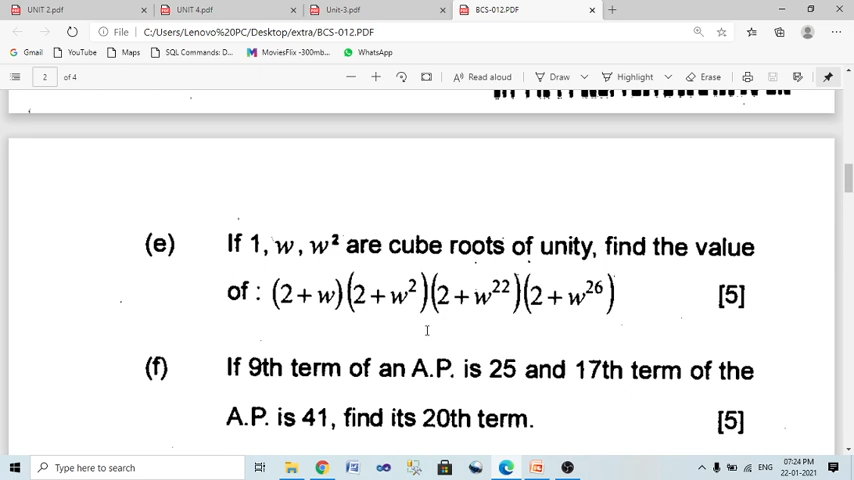 UNIT 2.pdf
UNIT 4.pdf
Unit-3.pdf
BCS-012.PDF
File C:/Users/Lenovo%20PC/Desktop/extra/BCS-012.PDF
Gmail YouTube Maps SQL Commands: D... MoviesFlix -300mb... WhatsApp
2 of 4 Read aloud Draw Highlight Erase
(e) If 1, w, w² are cube roots of unity, find the value
of : (2 + w)(2 + w²)(2 + w²²)(2 + w²⁶) [5]
(f) If 9th term of an A.P. is 25 and 17th term of the
A.P. is 41, find its 20th term. [5]
Type here to search
ENG
07:24 PM
22-01-2021